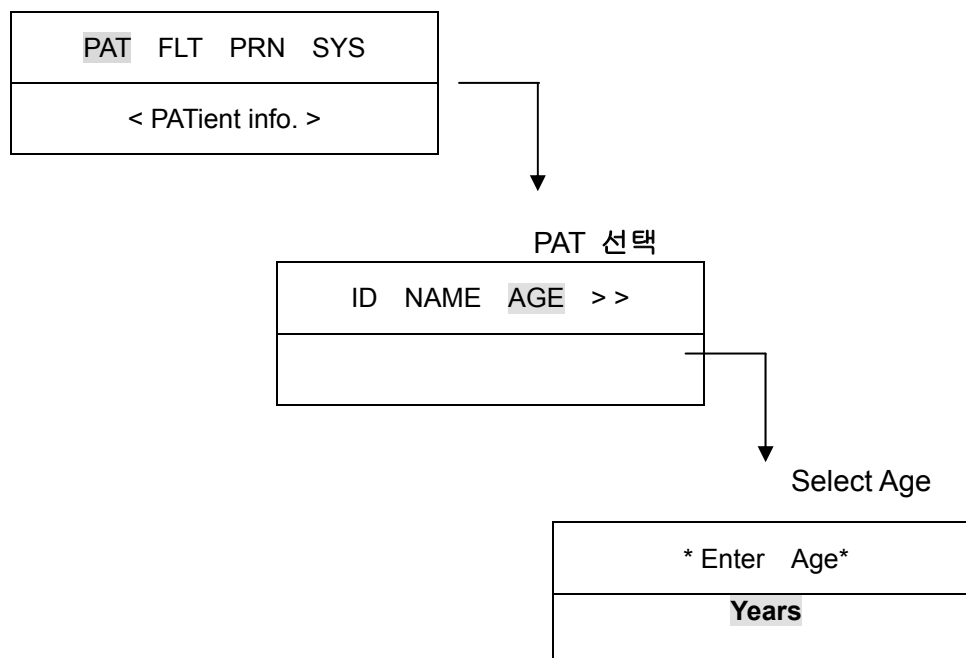 PAT FLT PRN SYS
< PATient info. >
PAT 선택
ID NAME AGE > >
Select Age
* Enter Age*
Years